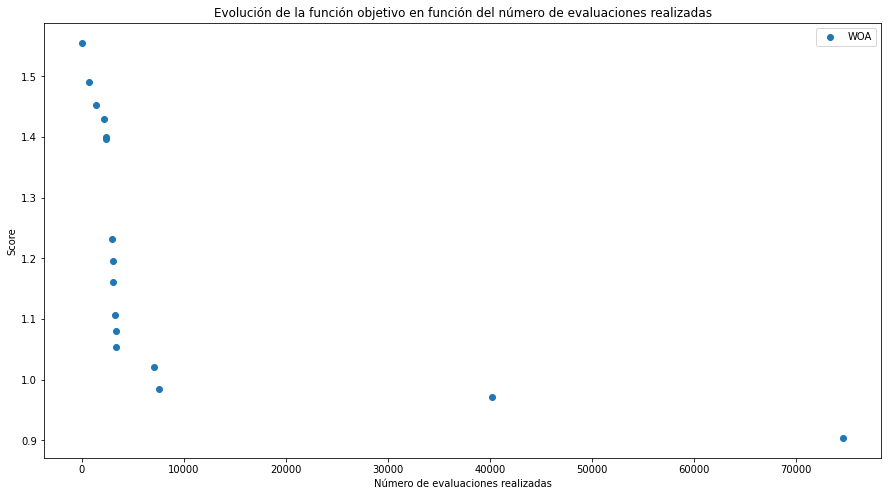 Evolución de la función objetivo en función del número de evaluaciones realizadas
WOA
1.5
1.4
1.3
1.2
1.1
1.0
0.9
Score
0 10000 20000 30000 40000 50000 60000 70000
Número de evaluaciones realizadas